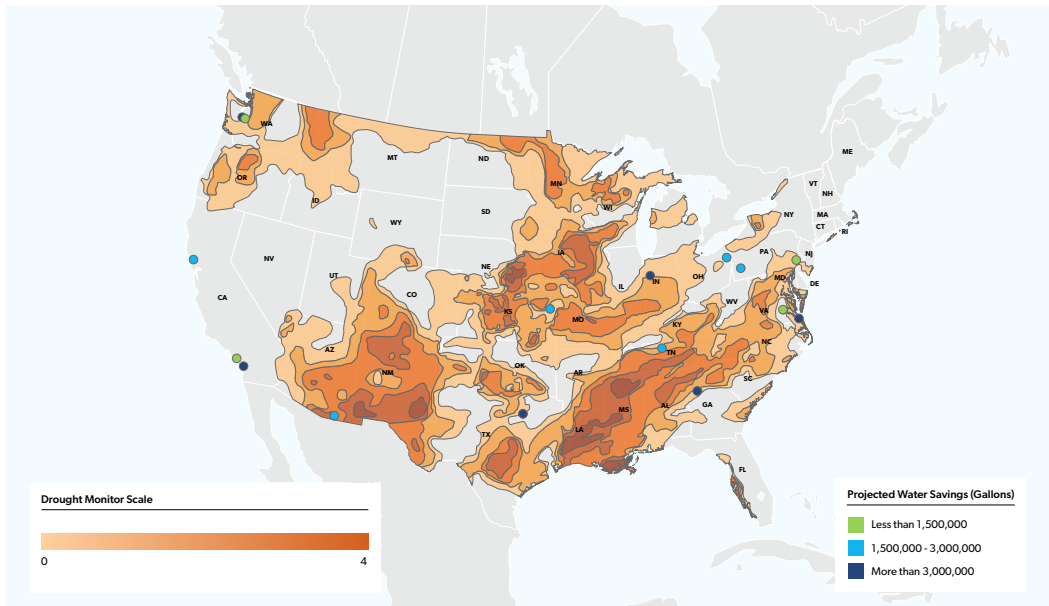 ME
WA
VT
MT
ND
NH
OR
MN
ID
WI
NY
MA
SD
CT
RI
WY
IA
PA
NJ
NV
NE
UT
OH
MD
IN
DE
CO
IL
CA
WV
KS
VA
MO
KY
NC
AZ
TN
OK
NM
AR
SC
MS
AL
GA
LA
TX
FL
Drought Monitor Scale
0
4
Projected Water Savings (Gallons)
Less than 1,500,000
1,500,000 - 3,000,000
More than 3,000,000